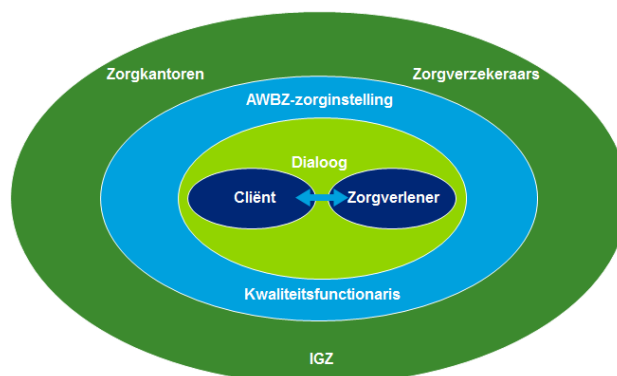 Zorgkantoren
Zorgverzekeraars
AWBZ-zorginstelling
Dialoog
Cliënt
Zorgverlener
Kwaliteitsfunctionaris
IGZ